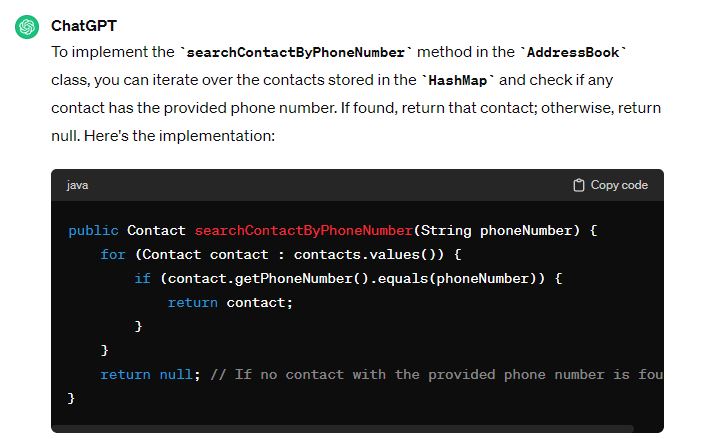 ChatGPT
To implement the `searchContactByPhoneNumber` method in the `AddressBook`
class, you can iterate over the contacts stored in the `HashMap` and check if any
contact has the provided phone number. If found, return that contact; otherwise, return
null. Here's the implementation:
java Copy code
public Contact searchContactByPhoneNumber(String phoneNumber) {
    for (Contact contact : contacts.values()) {
        if (contact.getPhoneNumber().equals(phoneNumber)) {
            return contact;
        }
    }
    return null; // If no contact with the provided phone number is fou
}